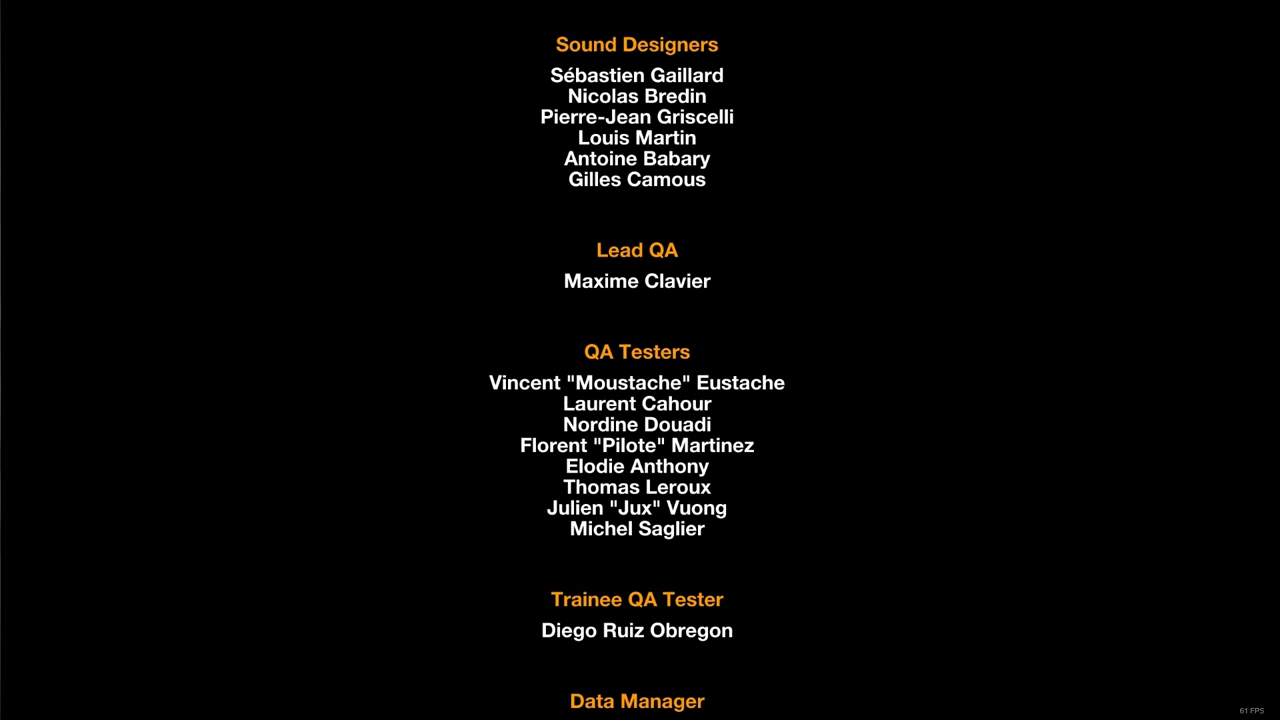 Sound Designers
Sébastien Gaillard
Nicolas Bredin
Pierre-Jean Griscelli
Louis Martin
Antoine Babary
Gilles Camous
Lead QA
Maxime Clavier
QA Testers
Vincent "Moustache" Eustache
Laurent Cahour
Nordine Douadi
Florent "Pilote" Martinez
Elodie Anthony
Thomas Leroux
Julien "Jux" Vuong
Michel Saglier
Trainee QA Tester
Diego Ruiz Obregon
Data Manager
61 FPS